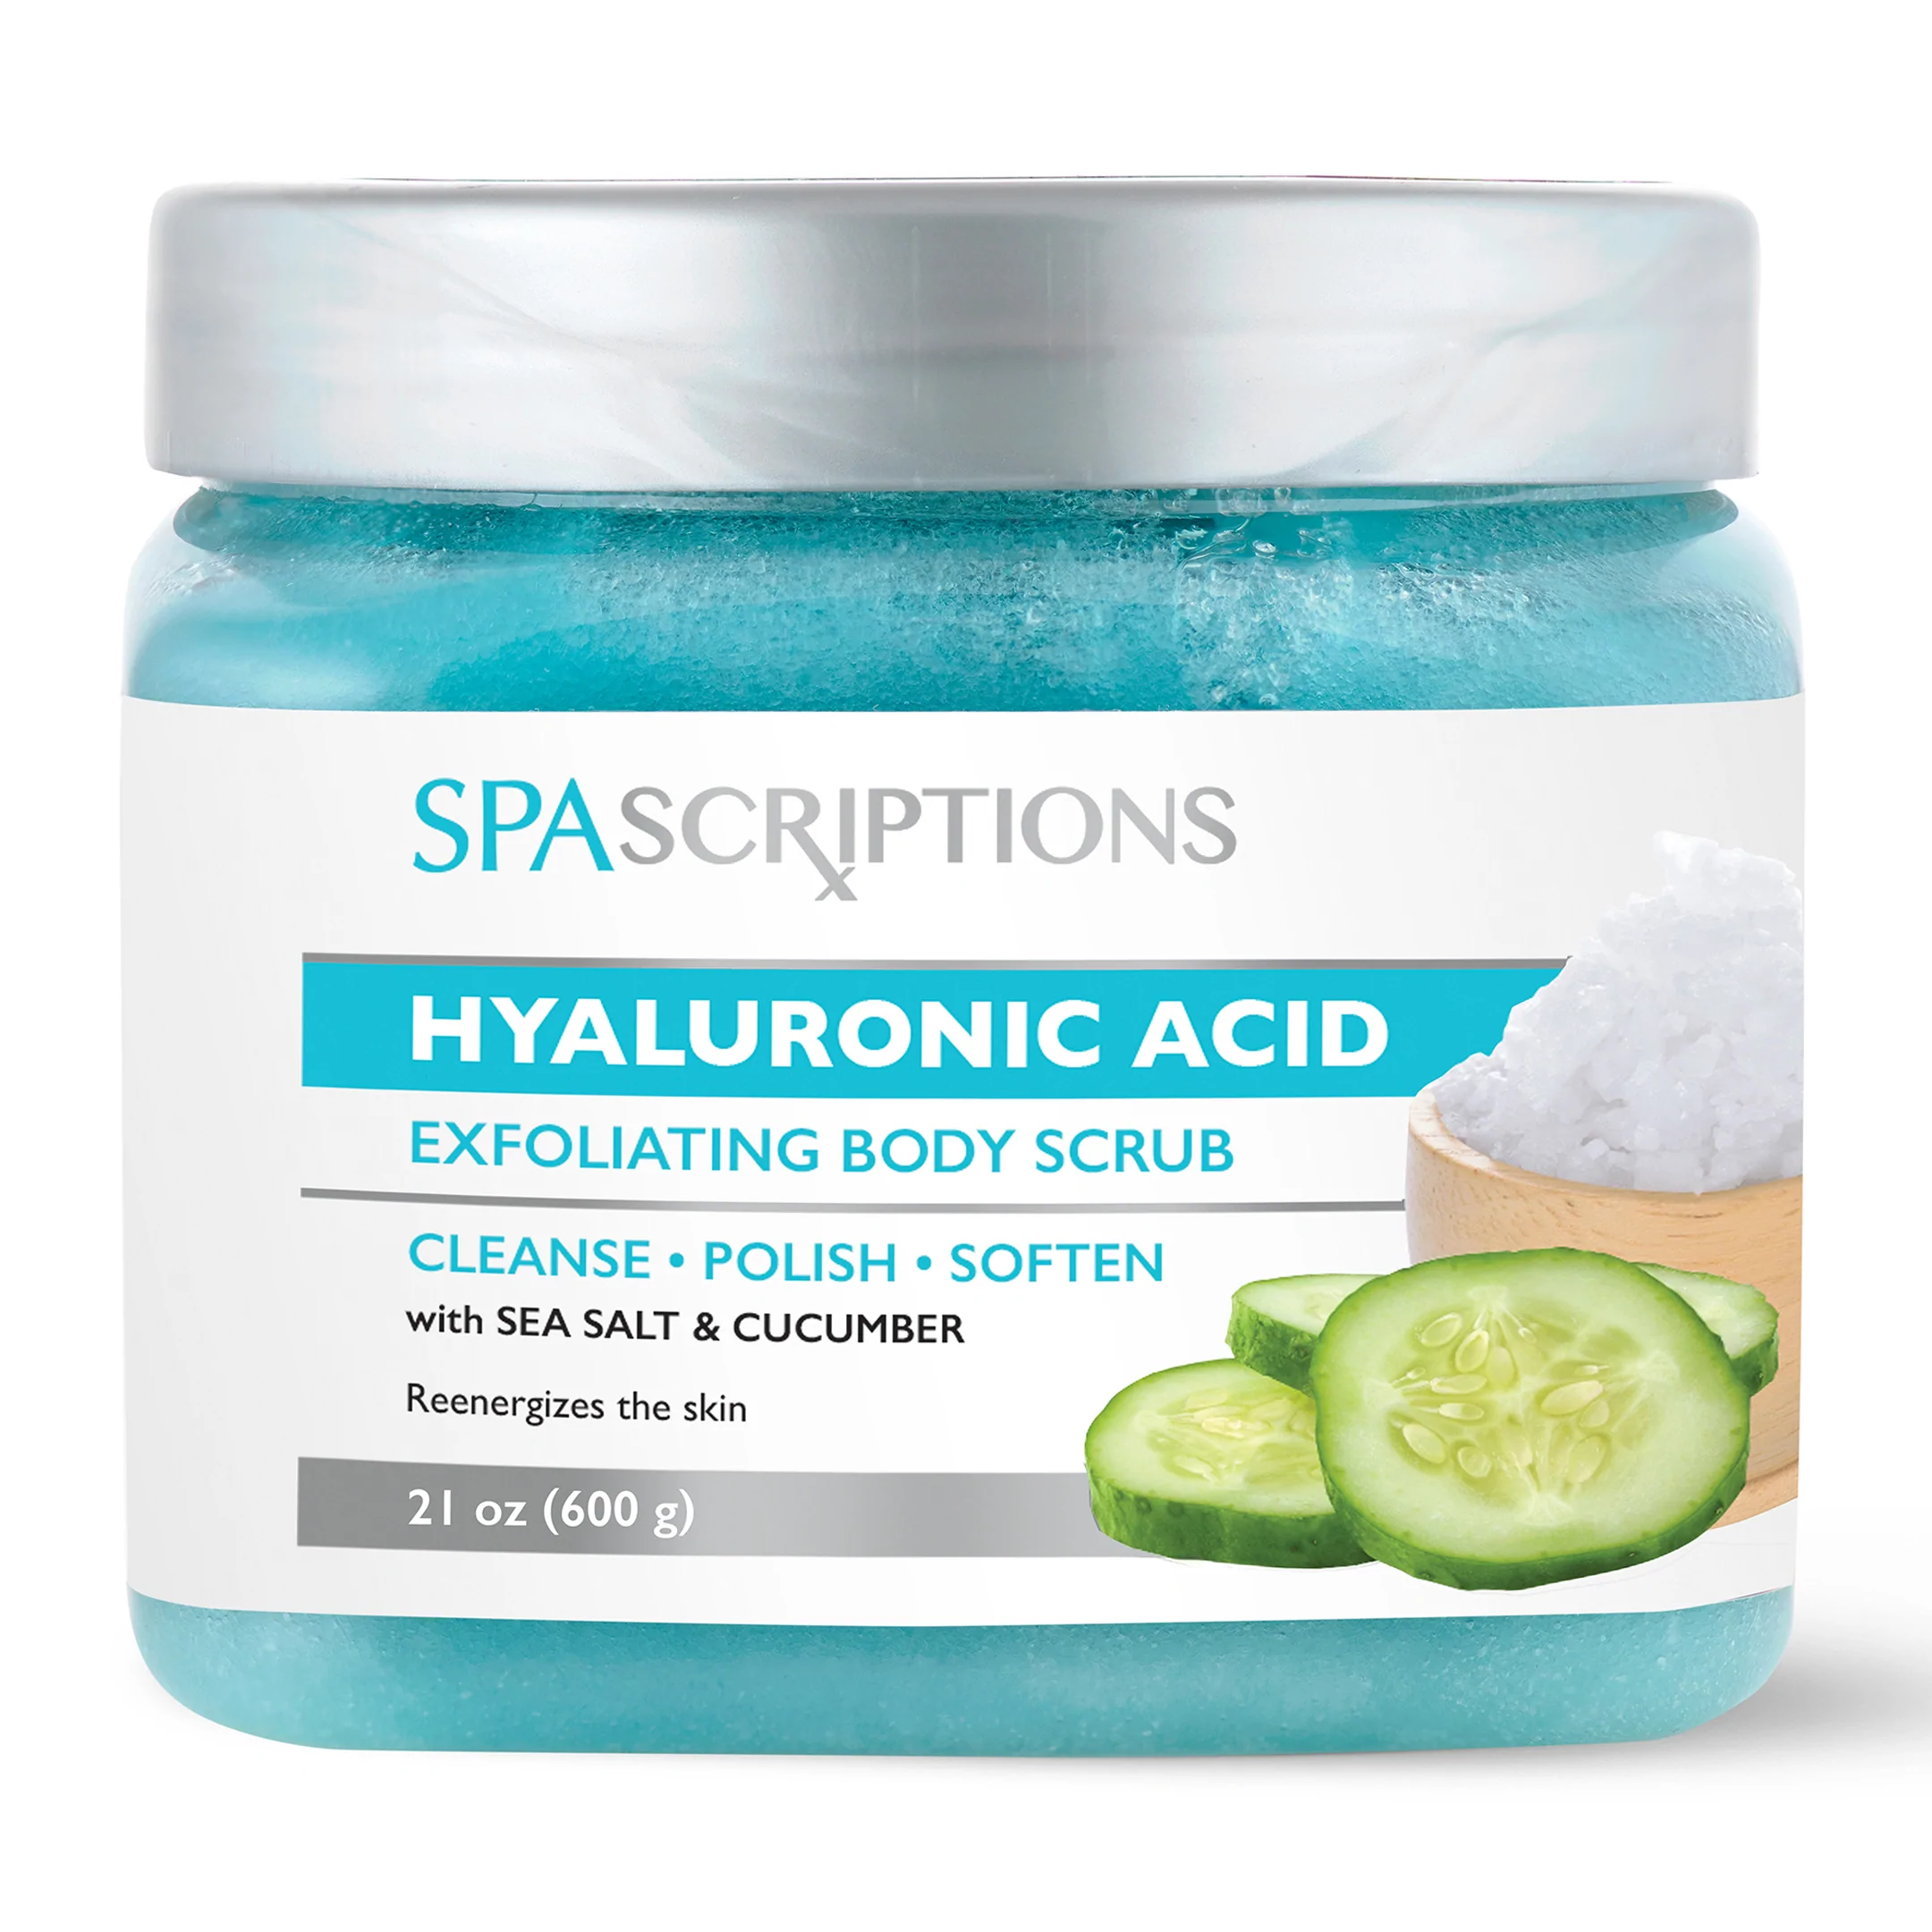 SPASCRIPTIONS
HYALURONIC ACID
EXFOLIATING BODY SCRUB
CLEANSE • POLISH • SOFTEN
with SEA SALT & CUCUMBER
Reenergizes the skin
21 oz (600 g)